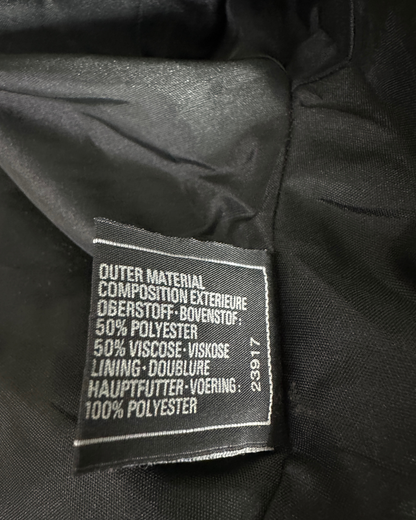 OUTER MATERIAL
COMPOSITION EXTERIEURE
OBERSTOFF·BOVENSTOF:
50% POLYESTER
50% VISCOSE·VISKOSE
LINING·DOUBLURE
HAUPTFUTTER·VOERING:
100% POLYESTER
23917